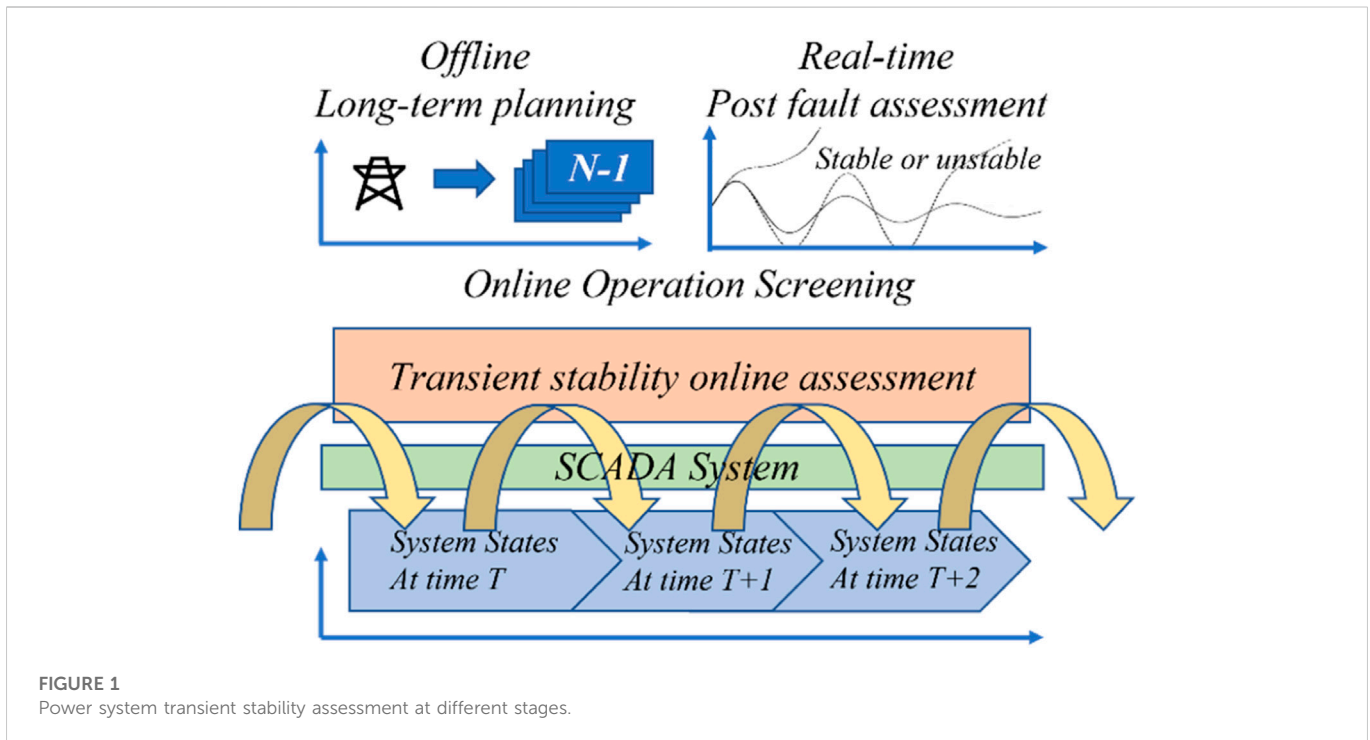 Offline
Long-term planning
N-1
Real-time
Post fault assessment
Stable or unstable
Online Operation Screening
Transient stability online assessment
SCADA System
System States
At time T
System States
At time T+1
System States
At time T+2
FIGURE 1
Power system transient stability assessment at different stages.